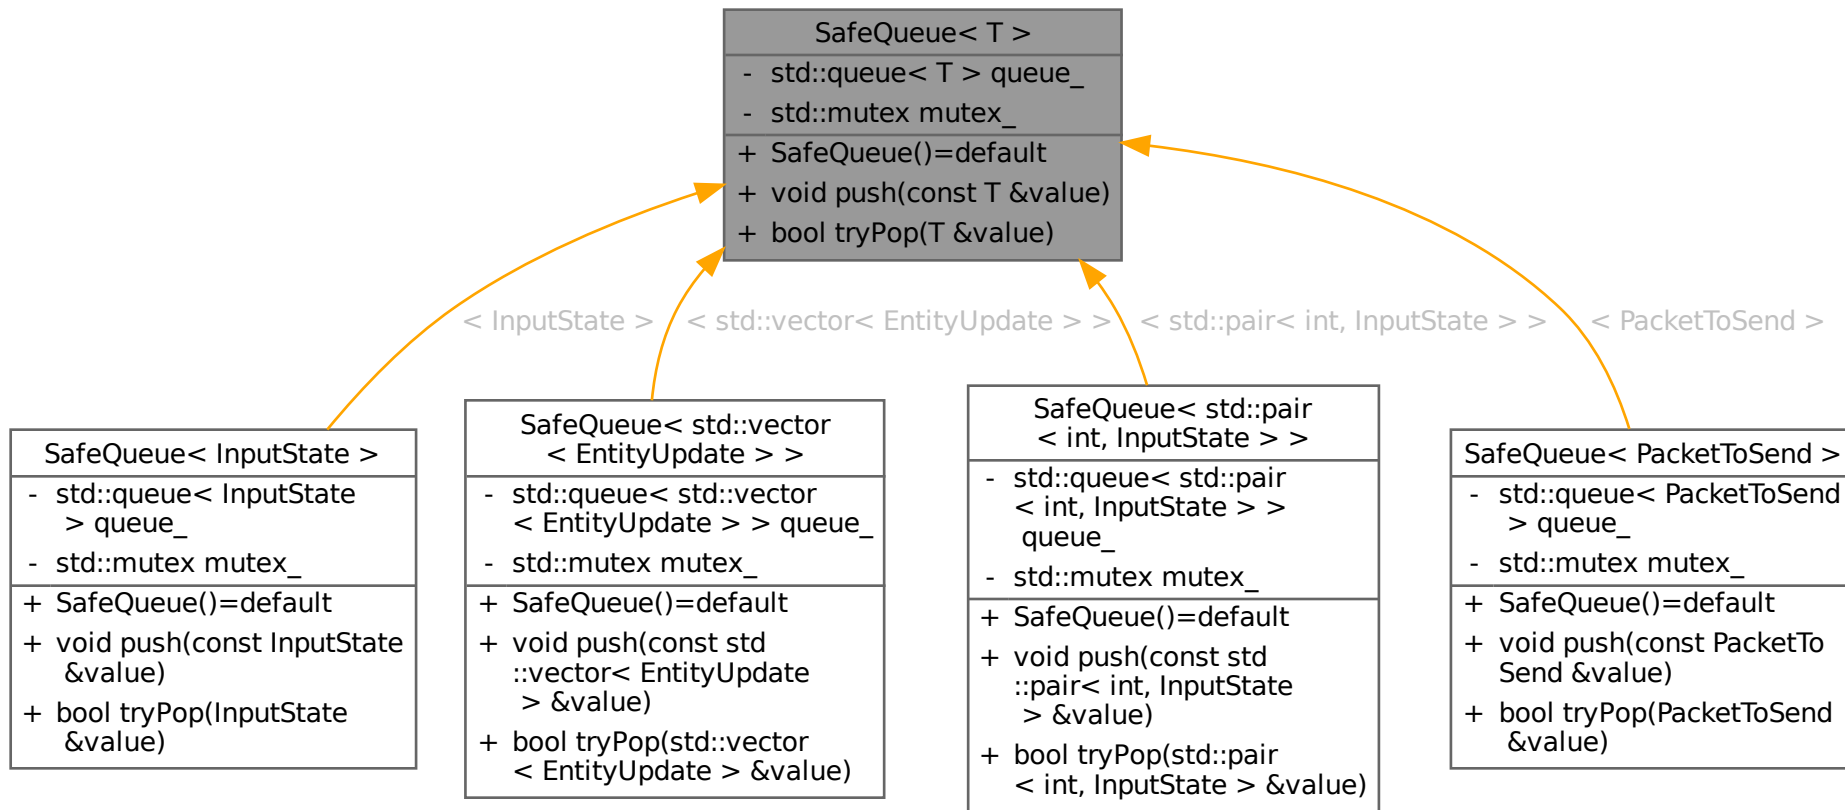 SafeQueue< T >
- std::queue< T > queue_
- std::mutex mutex_
+ SafeQueue()=default
+ void push(const T &value)
+ bool tryPop(T &value)
< InputState >
< std::vector< EntityUpdate > >
< std::pair< int, InputState > >
< PacketToSend >
SafeQueue< InputState >
- std::queue< InputState
> queue_
- std::mutex mutex_
+ SafeQueue()=default
+ void push(const InputState
&value)
+ bool tryPop(InputState
&value)
SafeQueue< std::vector
< EntityUpdate > >
- std::queue< std::vector
< EntityUpdate > > queue_
- std::mutex mutex_
+ SafeQueue()=default
+ void push(const std
::vector< EntityUpdate
> &value)
+ bool tryPop(std::vector
< EntityUpdate > &value)
SafeQueue< std::pair
< int, InputState > >
- std::queue< std::pair
< int, InputState > >
queue_
- std::mutex mutex_
+ SafeQueue()=default
+ void push(const std
::pair< int, InputState
> &value)
+ bool tryPop(std::pair
< int, InputState > &value)
SafeQueue< PacketToSend >
- std::queue< PacketToSend
> queue_
- std::mutex mutex_
+ SafeQueue()=default
+ void push(const PacketTo
Send &value)
+ bool tryPop(PacketToSend
&value)